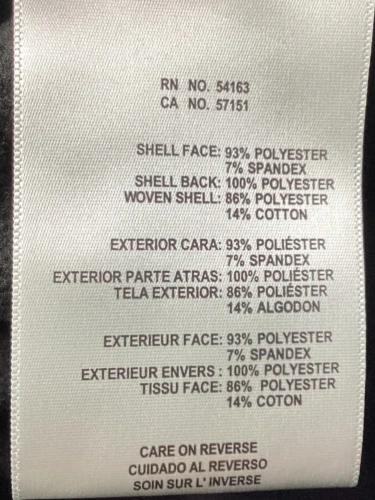 RN NO. 54163
CA NO. 57151
SHELL FACE: 93% POLYESTER
7% SPANDEX
SHELL BACK: 100% POLYESTER
WOVEN SHELL: 86% POLYESTER
14% COTTON
EXTERIOR CARA: 93% POLIÉSTER
7% SPANDEX
EXTERIOR PARTE ATRAS: 100% POLIÉSTER
TELA EXTERIOR: 86% POLIÉSTER
14% ALGODON
EXTERIEUR FACE: 93% POLYESTER
7% SPANDEX
EXTERIEUR ENVERS : 100% POLYESTER
TISSU FACE: 86% POLYESTER
14% COTON
CARE ON REVERSE
CUIDADO AL REVERSO
SOIN SUR L' INVERSE